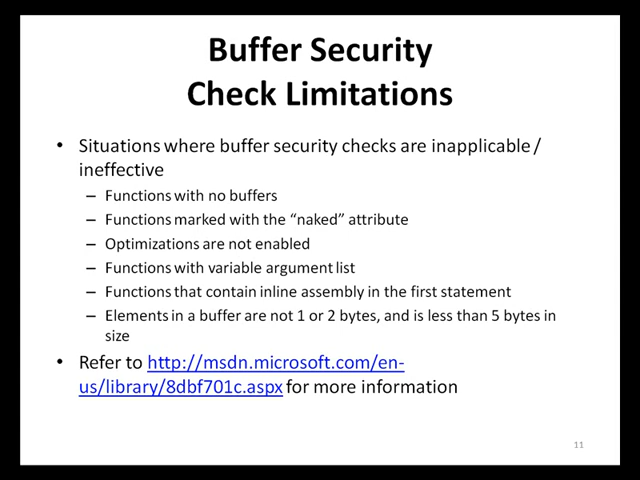 Buffer Security
Check Limitations
• Situations where buffer security checks are inapplicable /
ineffective
– Functions with no buffers
– Functions marked with the “naked” attribute
– Optimizations are not enabled
– Functions with variable argument list
– Functions that contain inline assembly in the first statement
– Elements in a buffer are not 1 or 2 bytes, and is less than 5 bytes in
size
• Refer to http://msdn.microsoft.com/en-
us/library/8dbf701c.aspx for more information
11